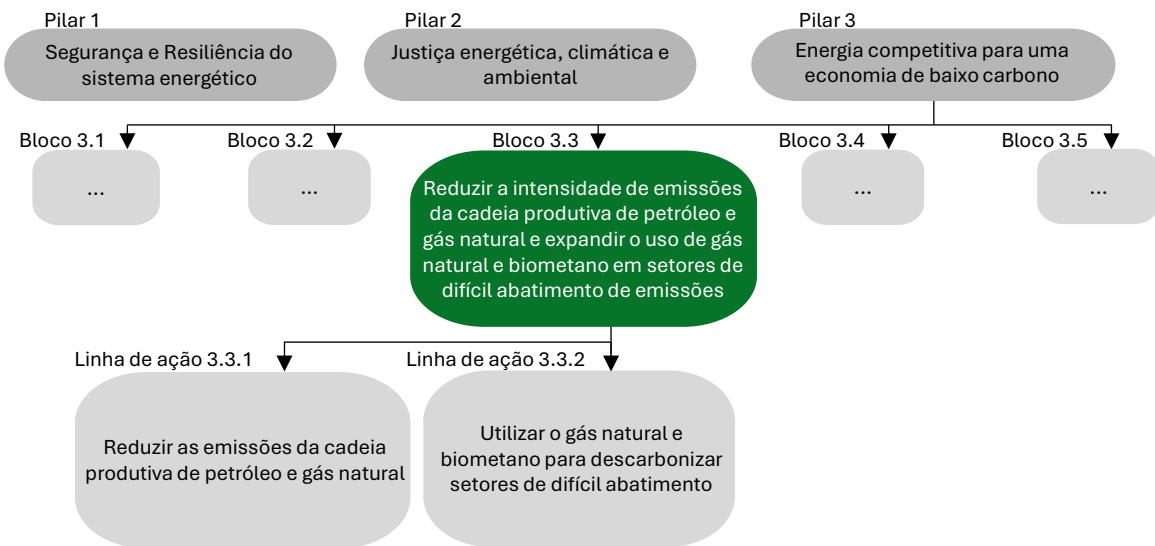 Pilar 1
Segurança e Resiliência do
sistema energético
Pilar 2
Justiça energética, climática e
ambiental
Pilar 3
Energia competitiva para uma
economia de baixo carbono
Bloco 3.1
...
Bloco 3.2
...
Bloco 3.3
Reduzir a intensidade de emissões
da cadeia produtiva de petróleo e
gás natural e expandir o uso de gás
natural e biometano em setores de
difícil abatimento de emissões
Bloco 3.4
...
Bloco 3.5
...
Linha de ação 3.3.1
Reduzir as emissões da cadeia
produtiva de petróleo e gás natural
Linha de ação 3.3.2
Utilizar o gás natural e
biometano para descarbonizar
setores de difícil abatimento